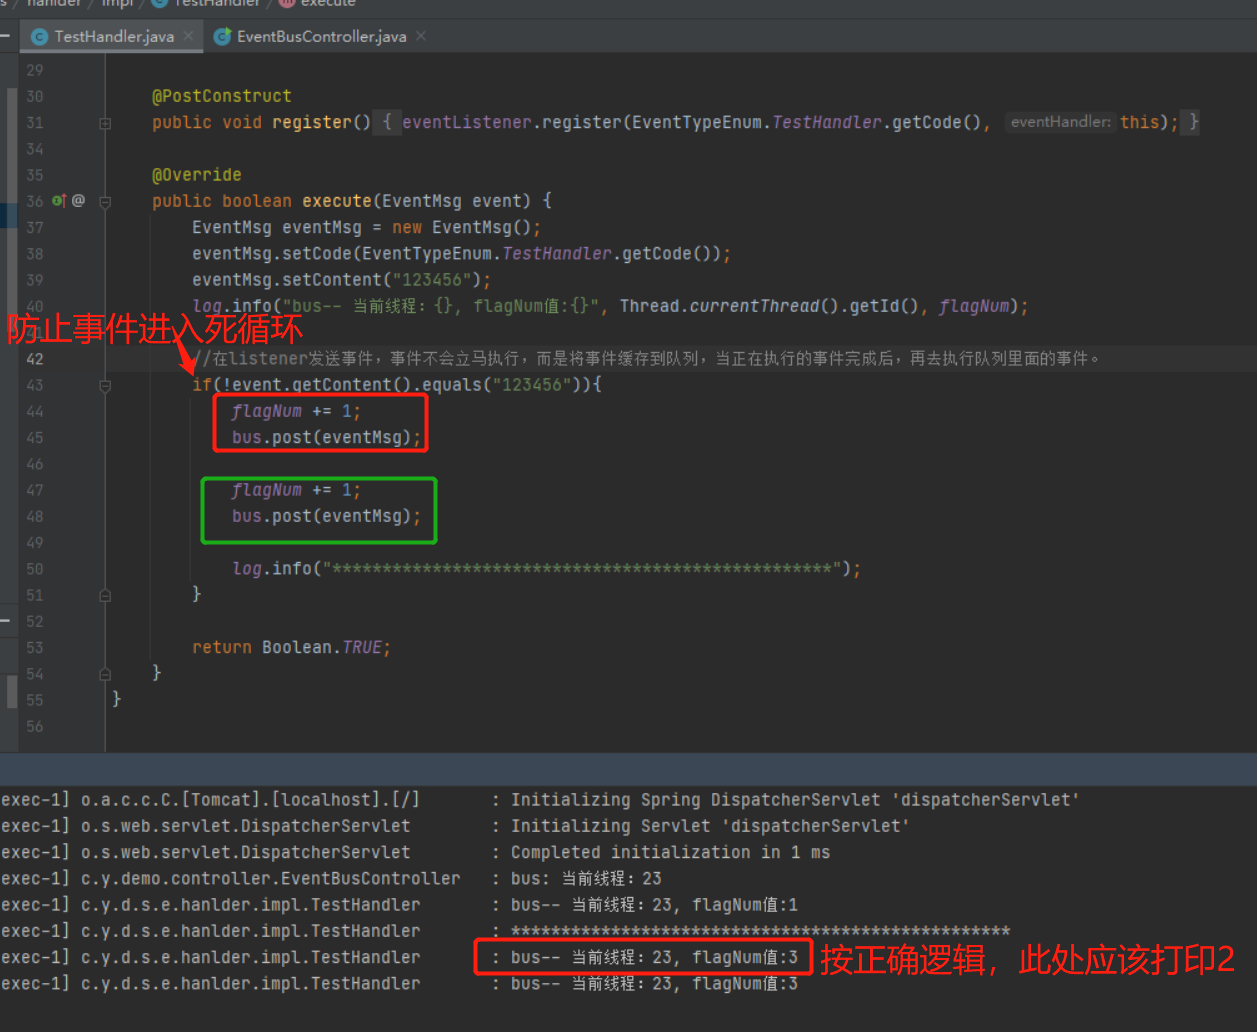 hanlder / impl / TestHandler / execute
TestHandler.java × EventBusController.java ×
29
30 @PostConstruct
31 public void register() { eventListener.register(EventTypeEnum.TestHandler.getCode(), eventHandler: this); }
34
35 @Override
36 public boolean execute(EventMsg event) {
37 EventMsg eventMsg = new EventMsg();
38 eventMsg.setCode(EventTypeEnum.TestHandler.getCode());
39 eventMsg.setContent("123456");
40 log.info("bus-- 当前线程：{}, flagNum值:{}", Thread.currentThread().getId(), flagNum);
防止事件进入死循环
42 //在listener发送事件，事件不会立马执行，而是将事件缓存到队列，当正在执行的事件完成后，再去执行队列里面的事件。
43 if(!event.getContent().equals("123456")){
44 flagNum += 1;
45 bus.post(eventMsg);
46
47 flagNum += 1;
48 bus.post(eventMsg);
49
50 log.info("**************************************************");
51 }
52
53 return Boolean.TRUE;
54 }
55 }
56
exec-1] o.a.c.c.C.[Tomcat].[localhost].[/] : Initializing Spring DispatcherServlet 'dispatcherServlet'
exec-1] o.s.web.servlet.DispatcherServlet : Initializing Servlet 'dispatcherServlet'
exec-1] o.s.web.servlet.DispatcherServlet : Completed initialization in 1 ms
exec-1] c.y.demo.controller.EventBusController : bus: 当前线程：23
exec-1] c.y.d.s.e.hanlder.impl.TestHandler : bus-- 当前线程：23, flagNum值:1
exec-1] c.y.d.s.e.hanlder.impl.TestHandler : **************************************************
exec-1] c.y.d.s.e.hanlder.impl.TestHandler : bus-- 当前线程：23, flagNum值:3 按正确逻辑，此处应该打印2
exec-1] c.y.d.s.e.hanlder.impl.TestHandler : bus-- 当前线程：23, flagNum值:3